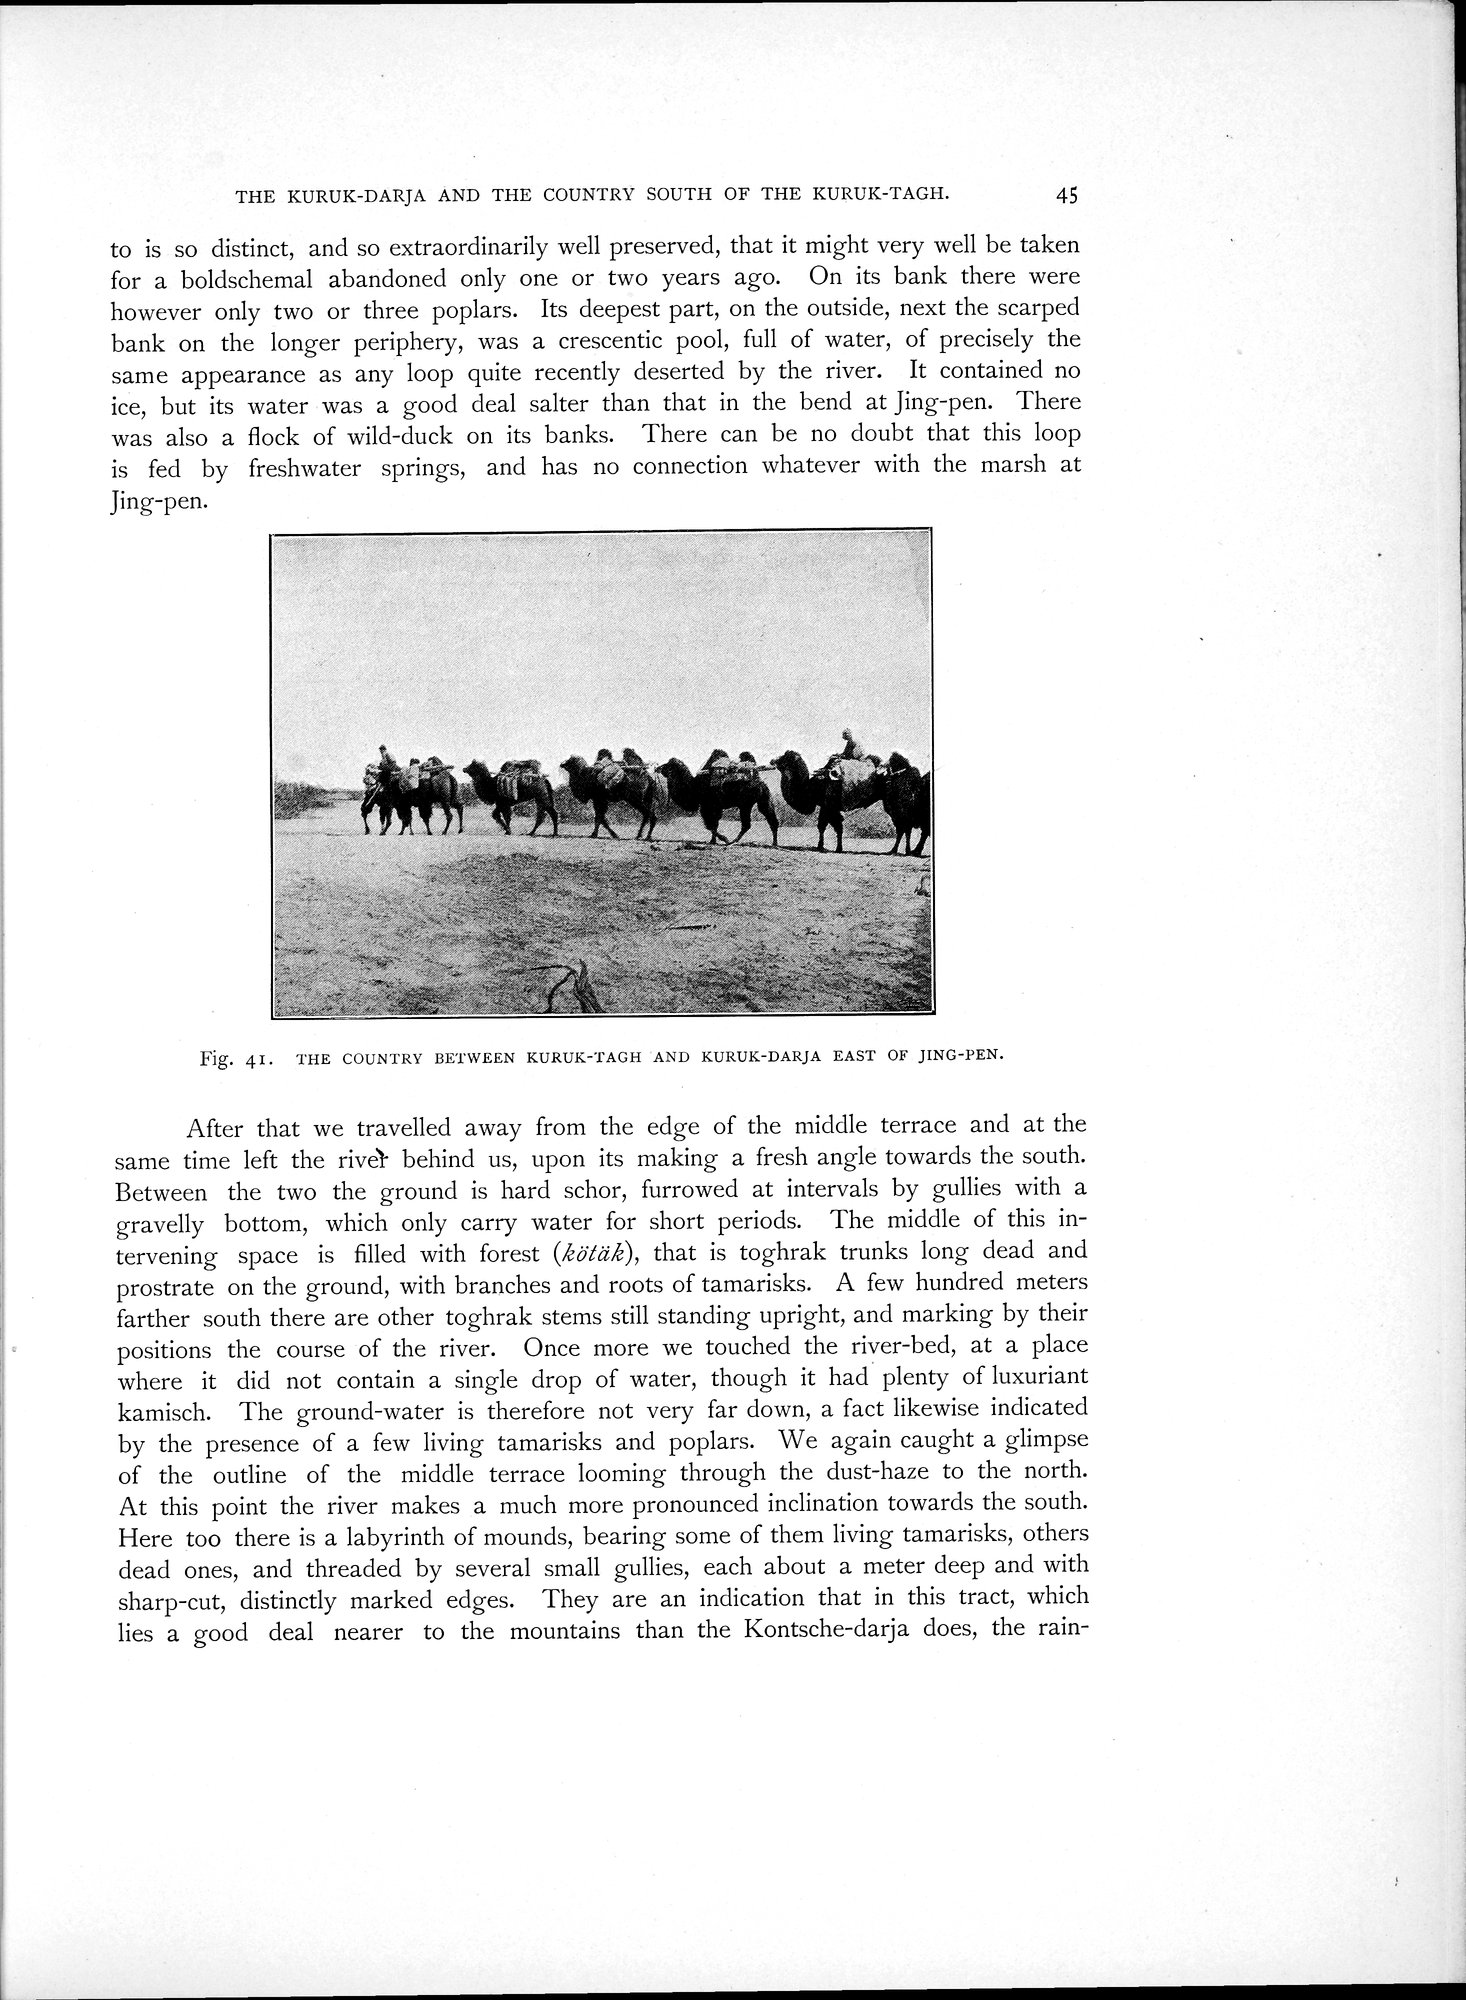 THE KURUK-DARJA AND THE COUNTRY SOUTH OF THE KURUK-TAGH. 45
to is so distinct, and so extraordinarily well preserved, that it might very well be taken
for a boldschemal abandoned only one or two years ago. On its bank there were
however only two or three poplars. Its deepest part, on the outside, next the scarped
bank on the longer periphery, was a crescentic pool, full of water, of precisely the
same appearance as any loop quite recently deserted by the river. It contained no
ice, but its water was a good deal salter than that in the bend at Jing-pen. There
was also a flock of wild-duck on its banks. There can be no doubt that this loop
is fed by freshwater springs, and has no connection whatever with the marsh at
Jing-pen.
Fig. 41. THE COUNTRY BETWEEN KURUK-TAGH AND KURUK-DARJA EAST OF JING-PEN.
After that we travelled away from the edge of the middle terrace and at the
same time left the river behind us, upon its making a fresh angle towards the south.
Between the two the ground is hard schor, furrowed at intervals by gullies with a
gravelly bottom, which only carry water for short periods. The middle of this in-
tervening space is filled with forest (kötäk), that is toghrak trunks long dead and
prostrate on the ground, with branches and roots of tamarisks. A few hundred meters
farther south there are other toghrak stems still standing upright, and marking by their
positions the course of the river. Once more we touched the river-bed, at a place
where it did not contain a single drop of water, though it had plenty of luxuriant
kamisch. The ground-water is therefore not very far down, a fact likewise indicated
by the presence of a few living tamarisks and poplars. We again caught a glimpse
of the outline of the middle terrace looming through the dust-haze to the north.
At this point the river makes a much more pronounced inclination towards the south.
Here too there is a labyrinth of mounds, bearing some of them living tamarisks, others
dead ones, and threaded by several small gullies, each about a meter deep and with
sharp-cut, distinctly marked edges. They are an indication that in this tract, which
lies a good deal nearer to the mountains than the Kontsche-darja does, the rain-